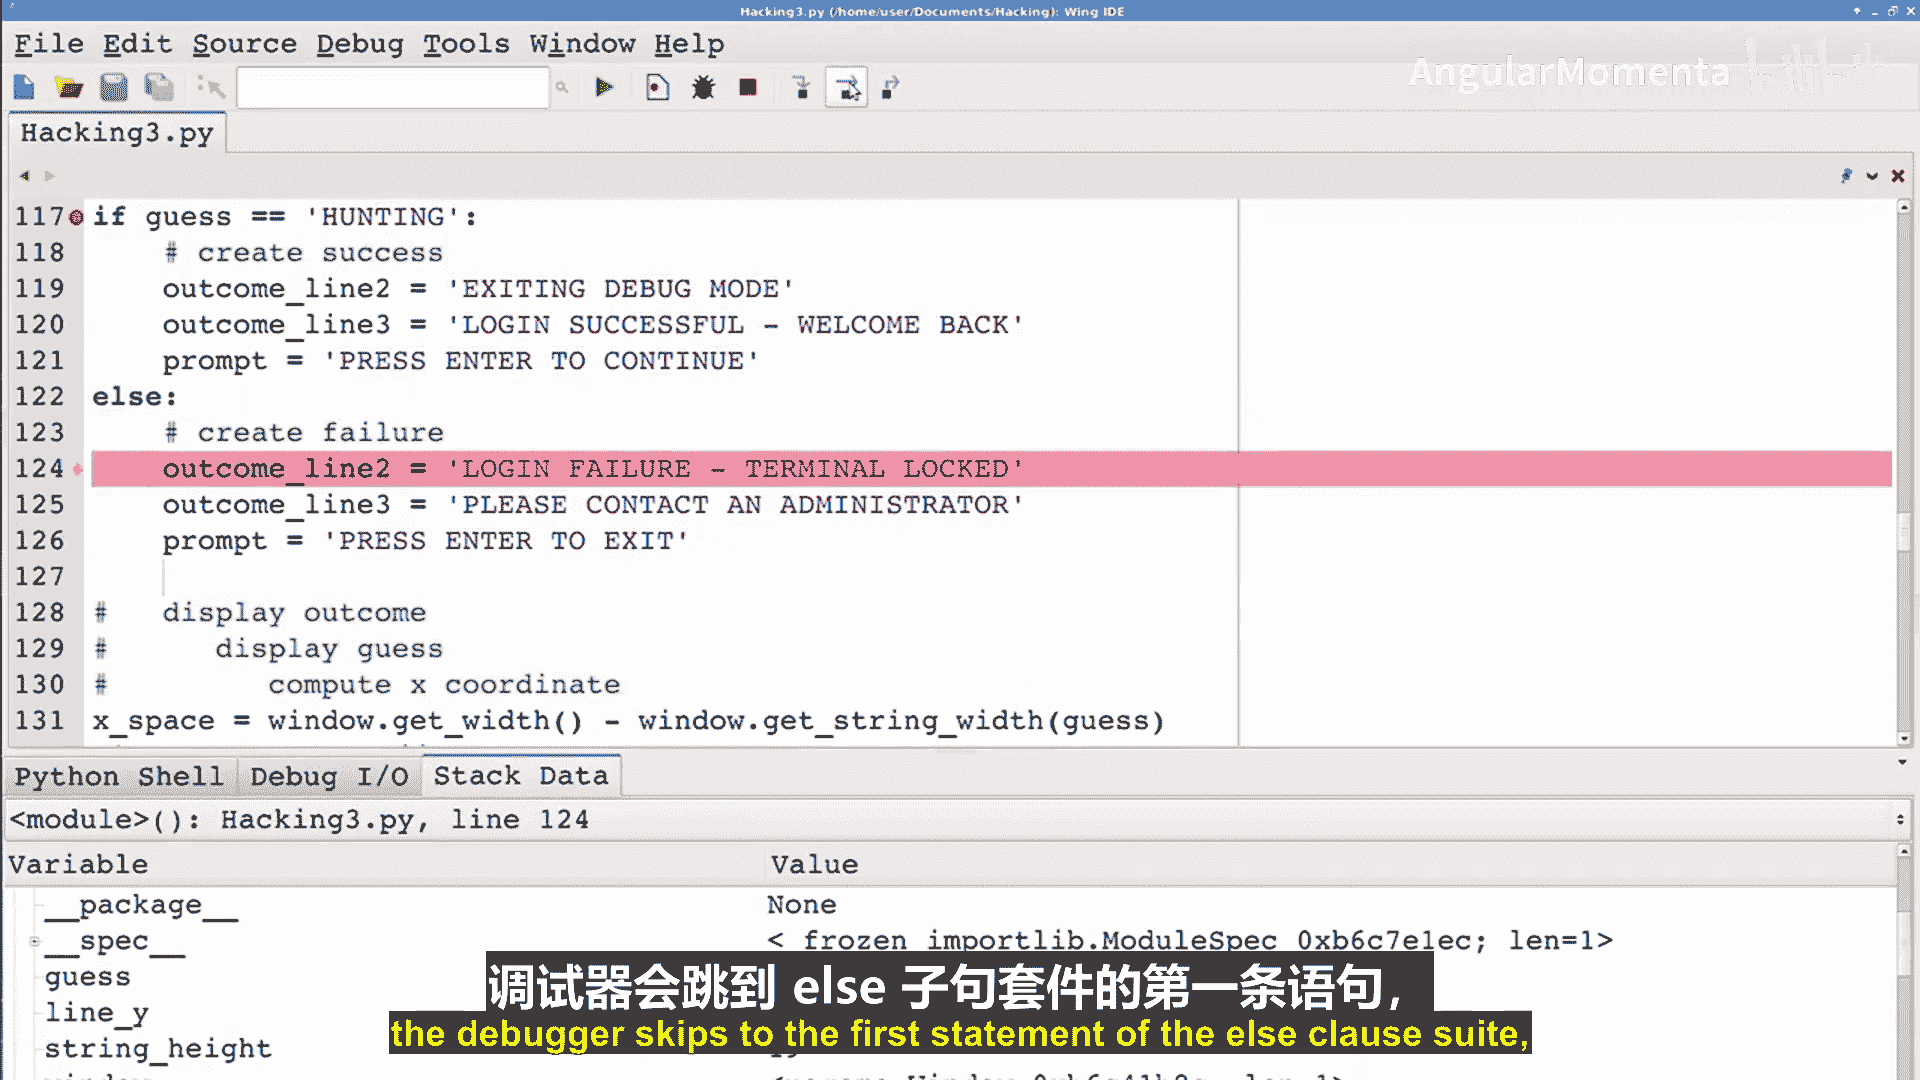 Hacking3.py (/home/user/Documents/Hacking): Wing IDE
File Edit Source Debug Tools Window Help
AngularMomenta
Hacking3.py
117 if guess == 'HUNTING':
118     # create success
119     outcome_line2 = 'EXITING DEBUG MODE'
120     outcome_line3 = 'LOGIN SUCCESSFUL - WELCOME BACK'
121     prompt = 'PRESS ENTER TO CONTINUE'
122 else:
123     # create failure
124     outcome_line2 = 'LOGIN FAILURE - TERMINAL LOCKED'
125     outcome_line3 = 'PLEASE CONTACT AN ADMINISTRATOR'
126     prompt = 'PRESS ENTER TO EXIT'
127
128 #   display outcome
129 #      display guess
130 #         compute x coordinate
131 x_space = window.get_width() - window.get_string_width(guess)
Python Shell Debug I/O Stack Data
<module>(): Hacking3.py, line 124
Variable Value
__package__ None
__spec__ < frozen importlib.ModuleSpec 0xb6c7e1ec; len=1>
guess
line_y
string_height
调试器会跳到 else 子句套件的第一条语句，
the debugger skips to the first statement of the else clause suite,